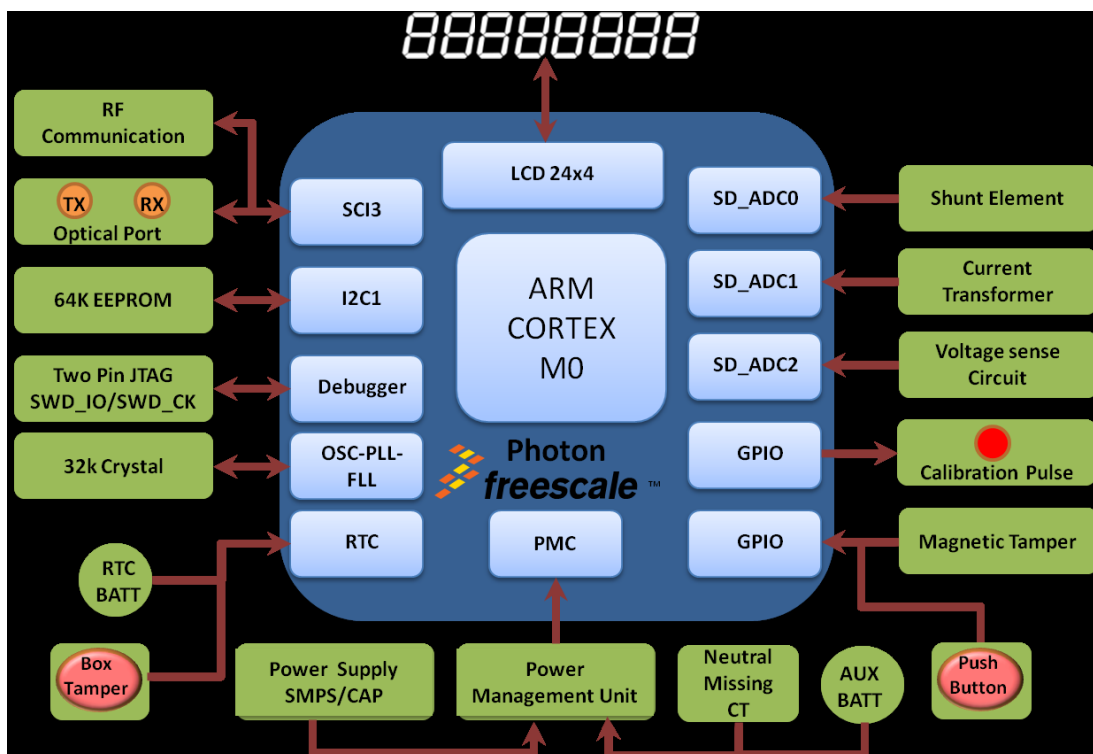 88888888
RF
Communication
TX
RX
Optical Port
64K EEPROM
Two Pin JTAG
SWD_IO/SWD_CK
32k Crystal
RTC
BATT
Box
Tamper
LCD 24x4
SCI3
I2C1
Debugger
OSC-PLL-
FLL
RTC
ARM
CORTEX
M0
Photon
freescale ™
PMC
SD_ADC0
SD_ADC1
SD_ADC2
GPIO
GPIO
Shunt Element
Current
Transformer
Voltage sense
Circuit
Calibration Pulse
Magnetic Tamper
Power Supply
SMPS/CAP
Power
Management Unit
Neutral
Missing
CT
AUX
BATT
Push
Button